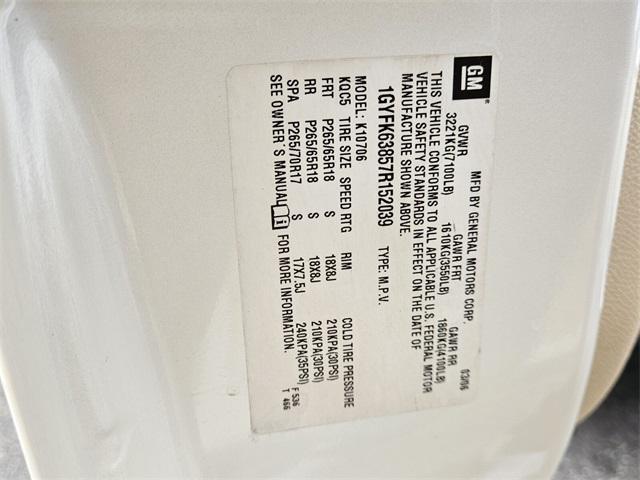 GM
MFD BY GENERAL MOTORS CORP. 03/06
GVWR GAWR FRT GAWR RR
3221KG(7100LB) 1610KG(3550LB) 1860KG(4100LB)
THIS VEHICLE CONFORMS TO ALL APPLICABLE U.S. FEDERAL MOTOR
VEHICLE SAFETY STANDARDS IN EFFECT ON THE DATE OF
MANUFACTURE SHOWN ABOVE.
1GYFK63857R152039 TYPE: M.P.V.
MODEL: K10706
KQC5 TIRE SIZE SPEED RTG RIM COLD TIRE PRESSURE
FRT P265/65R18 S 18X8J 210KPA(30PSI)
RR P265/65R18 S 18X8J 210KPA(30PSI)
SPA P265/70R17 S 17X7.5J 240KPA(35PSI)
SEE OWNER'S MANUAL FOR MORE INFORMATION.
F 536
T 466